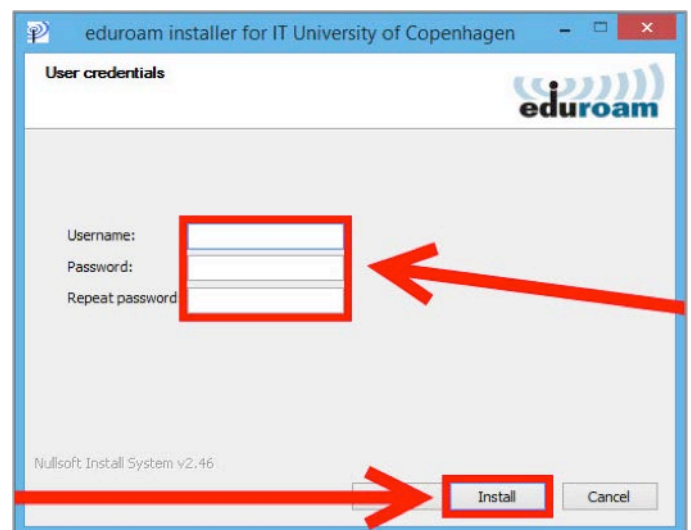 eduroam installer for IT University of Copenhagen
User credentials
eduroam
Username:
Password:
Repeat password
Nullsoft Install System v2.46
Install
Cancel